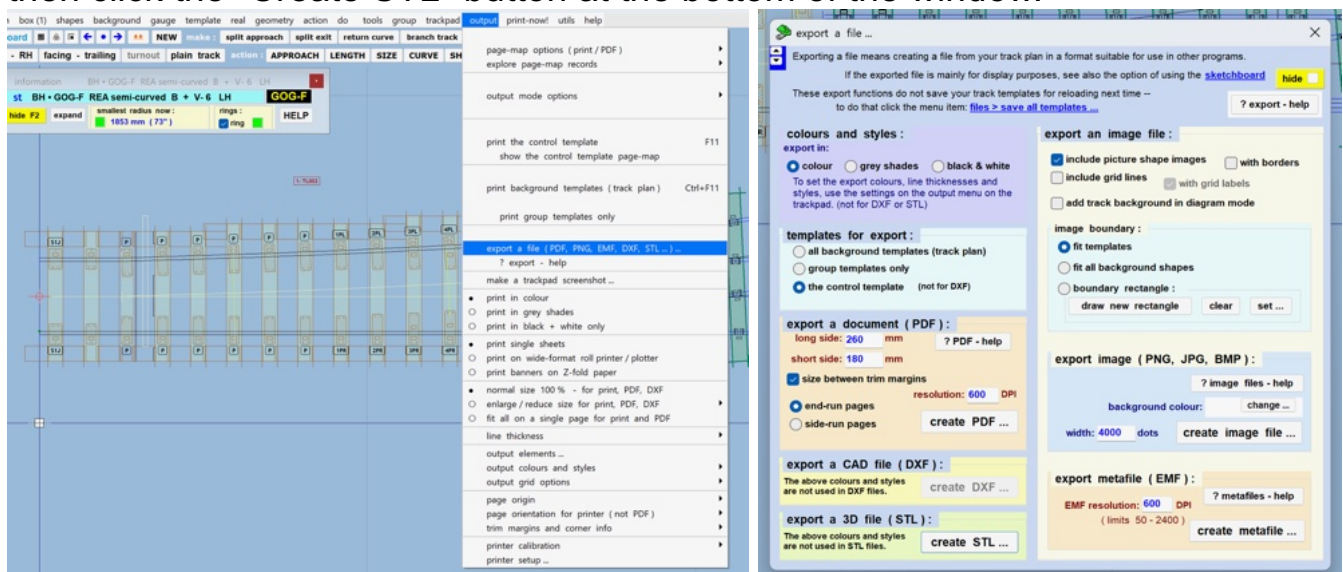 then click the "Create STL" button at the bottom of the window.
box (1) shapes background gauge template real geometry action do tools group trackpad output print-now! utils help
NEW make : split approach split exit return curve branch track
- RH facing - trailing turnout plain track action : APPROACH LENGTH SIZE CURVE SH
information BH • GOG-F REA semi-curved B + V- 6 LH
st BH • GOG-F REA semi-curved B + V- 6 LH GOG-F
hide F2 expand smallest radius now : rings : HELP
1853 mm ( 73" ) ring
S1J P P P P P P 1PL 2PL 3PL 4PL
S1J P P P P P P 1PR 2PR 3PR 4PR
page-map options ( print / PDF )
explore page-map records
output mode options
print the control template F11
show the control template page-map
print background templates ( track plan ) Ctrl+F11
print group templates only
export a file ( PDF, PNG, EMF, DXF, STL ... ) ...
? export - help
make a trackpad screenshot ...
print in colour
print in grey shades
print in black + white only
print single sheets
print on wide-format roll printer / plotter
print banners on Z-fold paper
normal size 100 % - for print, PDF, DXF
enlarge / reduce size for print, PDF, DXF
fit all on a single page for print and PDF
line thickness
output elements ...
output colours and styles
output grid options
page origin
page orientation for printer ( not PDF )
trim margins and corner info
printer calibration
printer setup ...
export a file ...
Exporting a file means creating a file from your track plan in a format suitable for use in other programs.
If the exported file is mainly for display purposes, see also the option of using the sketchboard hide
These export functions do not save your track templates for reloading next time --
to do that click the menu item: files > save all templates ...
? export - help
colours and styles :
export in:
colour grey shades black & white
To set the export colours, line thicknesses and
styles, use the settings on the output menu on the
trackpad. (not for DXF or STL)
templates for export :
all background templates (track plan)
group templates only
the control template (not for DXF)
export a document ( PDF ) :
long side: 260 mm ? PDF - help
short side: 180 mm
size between trim margins
resolution: 600 DPI
end-run pages
side-run pages create PDF ...
export a CAD file ( DXF ) :
The above colours and styles
are not used in DXF files. create DXF ...
export a 3D file ( STL ) :
The above colours and styles
are not used in STL files. create STL ...
export an image file :
include picture shape images with borders
include grid lines with grid labels
add track background in diagram mode
image boundary :
fit templates
fit all background shapes
boundary rectangle :
draw new rectangle clear set ...
export image ( PNG, JPG, BMP ) :
? image files - help
background colour: change ...
width: 4000 dots create image file ...
export metafile ( EMF ) :
? metafiles - help
EMF resolution: 600 DPI
( limits 50 - 2400 )
create metafile ...